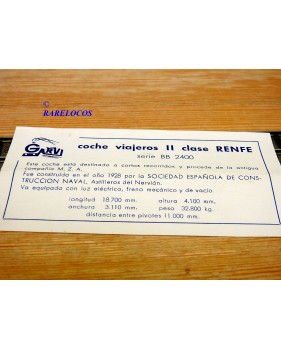 © RARELOCOS
GARVI
coche viajeros II clase RENFE
serie BB 2400
Este coche está destinado a cortos recorridos y procede de la antigua
compañia M. Z. A.
Fue construido en el año 1928 por la SOCIEDAD ESPAÑOLA DE CONS-
TRUCCION NAVAL, Astilleros del Nervión.
Va equipado con luz eléctrica, freno mecánico y de vacío.
longitud 18.700 mm. altura 4.100 mm.
anchura 3.110 mm. peso 32.800 kg.
distancia entre pivotes 11.000 mm.